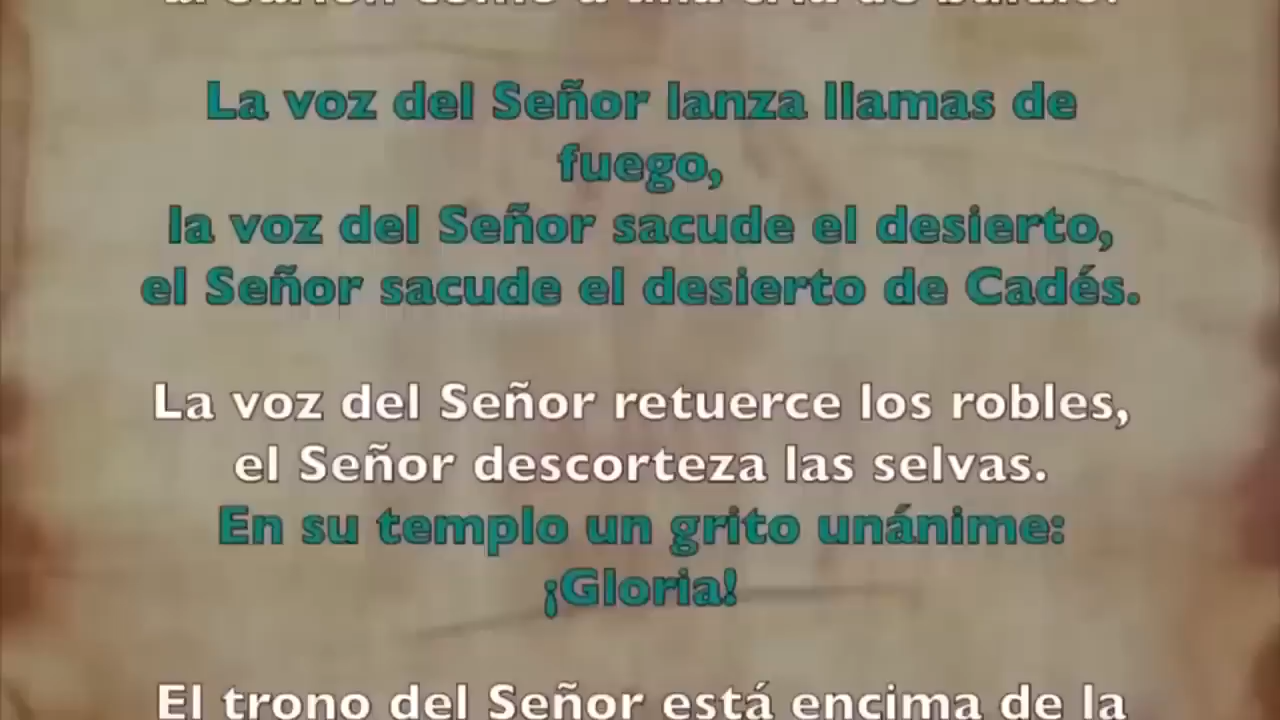 La voz del Señor lanza llamas de
fuego,
la voz del Señor sacude el desierto,
el Señor sacude el desierto de Cadés.
La voz del Señor retuerce los robles,
el Señor descorteza las selvas.
En su templo un grito unánime:
¡Gloria!
El trono del Señor está encima de la